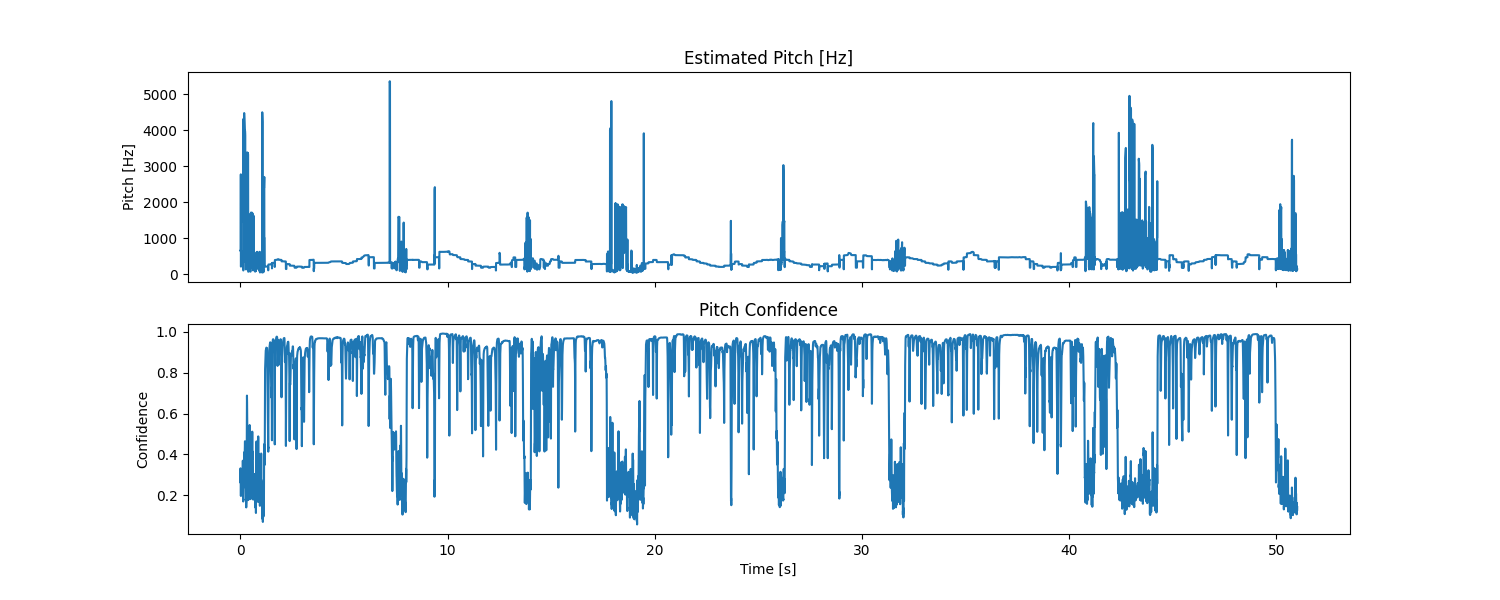 Estimated Pitch [Hz]
Pitch [Hz]
5000
4000
3000
2000
1000
0
Pitch Confidence
Confidence
1.0
0.8
0.6
0.4
0.2
0 10 20 30 40 50
Time [s]